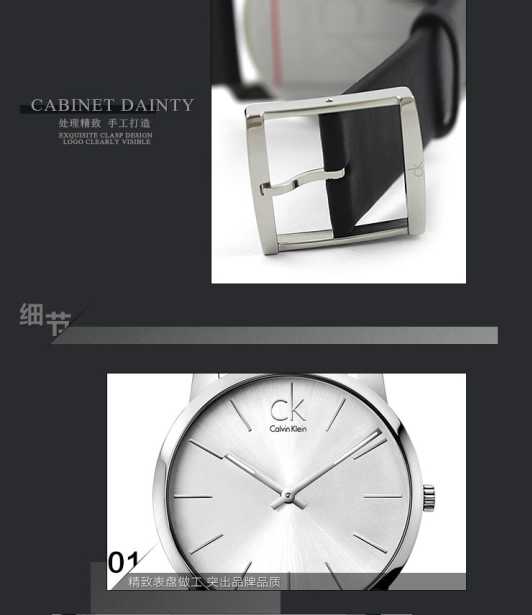 CABINET DAINTY
处理精致 手工打造
EXQUISITE CLASP DESIGN
LOGO CLEARLY VISIBLE
ck
细节
ck
Calvin Klein
01
精致表盘做工 突出品牌品质